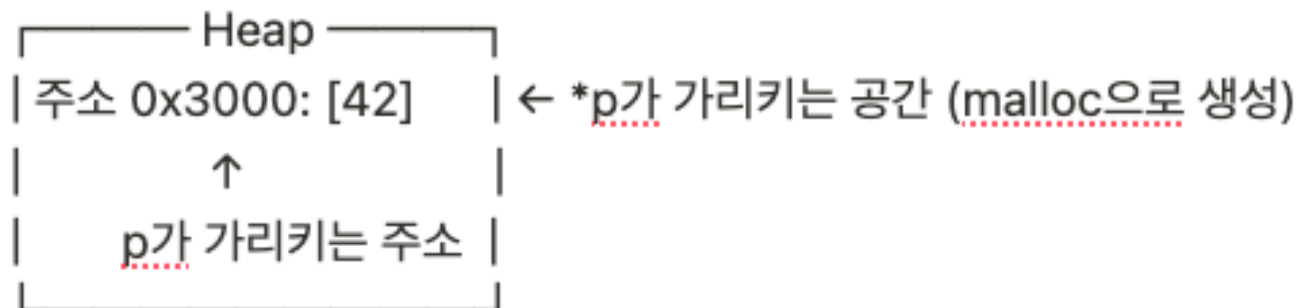 Heap
주소 0x3000: [42] ← *p가 가리키는 공간 (malloc으로 생성)
↑
p가 가리키는 주소